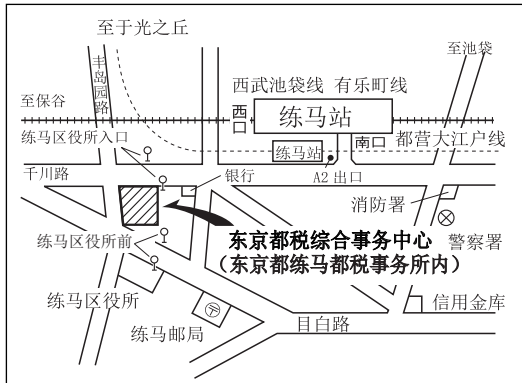 至于光之丘
丰岛园路
至池袋
西武池袋线 有乐町线
至保谷
西口
练马站
南口
都营大江户线
练马区役所入口
练马站
千川路
银行
A2 出口
消防署
东京都税综合事务中心
（东京都练马都税事务所内）
警察署
练马区役所前
练马区役所
信用金库
练马邮局
目白路